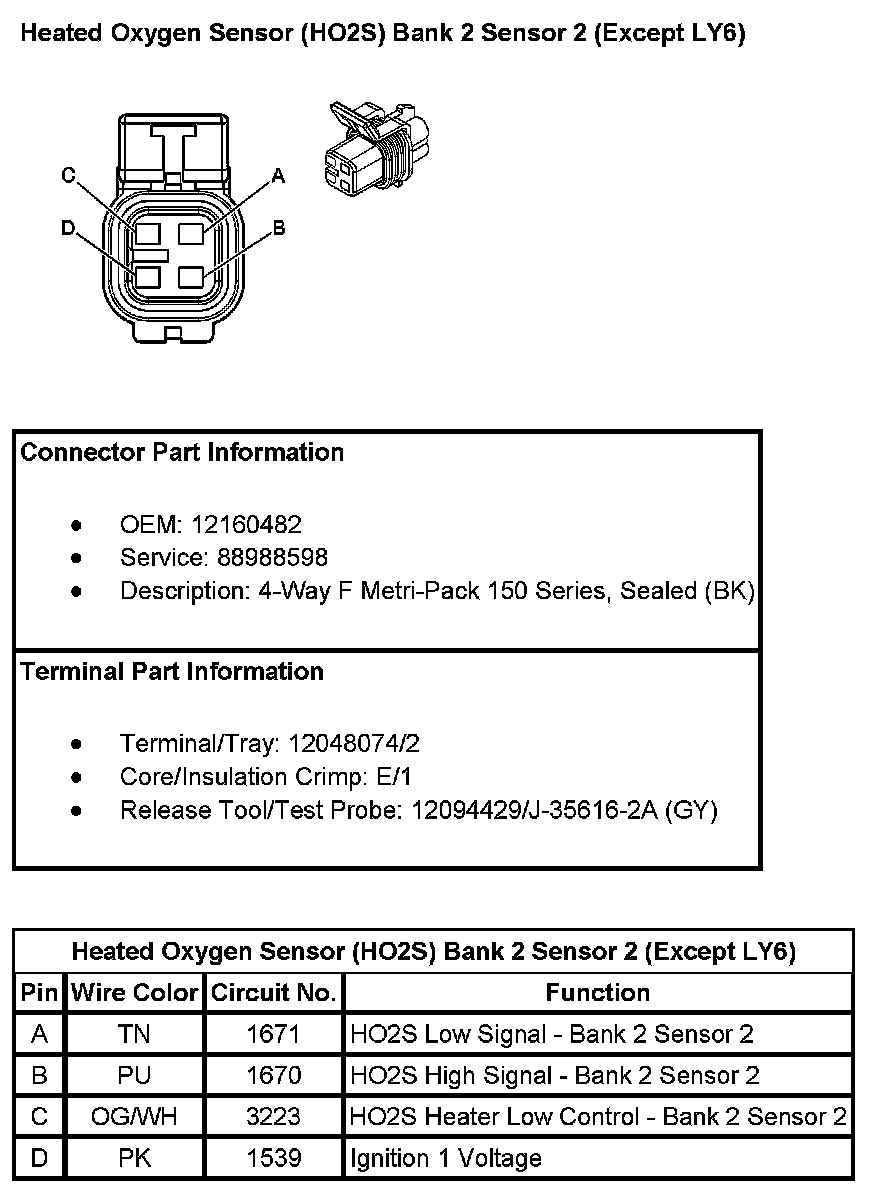 Heated Oxygen Sensor (HO2S) Bank 2 Sensor 2 (Except LY6)
C
A
D
B
Connector Part Information
• OEM: 12160482
• Service: 88988598
• Description: 4-Way F Metri-Pack 150 Series, Sealed (BK)
Terminal Part Information
• Terminal/Tray: 12048074/2
• Core/Insulation Crimp: E/1
• Release Tool/Test Probe: 12094429/J-35616-2A (GY)
Heated Oxygen Sensor (HO2S) Bank 2 Sensor 2 (Except LY6)
Pin Wire Color Circuit No. Function
A TN 1671 HO2S Low Signal - Bank 2 Sensor 2
B PU 1670 HO2S High Signal - Bank 2 Sensor 2
C OG/WH 3223 HO2S Heater Low Control - Bank 2 Sensor 2
D PK 1539 Ignition 1 Voltage